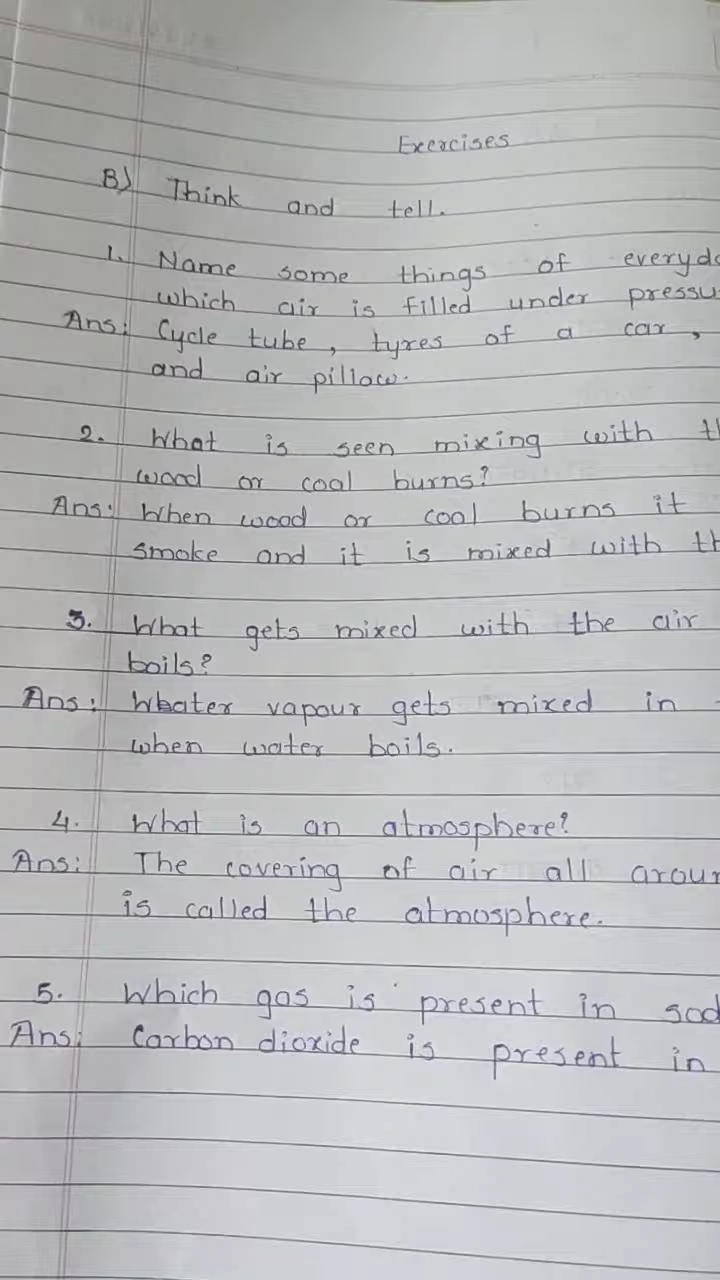 Exercises
B) Think and tell.
1. Name some things of everyd
which air is filled under pressu
Ans: Cycle tube, tyres of a car,
and air pillow.
2. What is seen mixing with th
wood or coal burns?
Ans: When wood or coal burns it
smoke and it is mixed with th
3. What gets mixed with the air
boils?
Ans: Wbater vapour gets mixed in
when water boils.
4. What is an atmosphere?
Ans: The covering of air all aroun
is called the atmosphere.
5. Which gas is present in sod
Ans: Carbon dioxide is present in